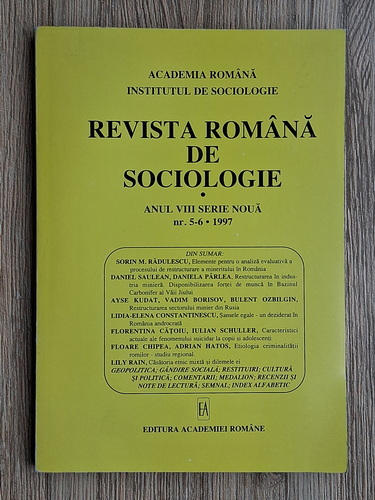 ACADEMIA ROMÂNĂ
INSTITUTUL DE SOCIOLOGIE
REVISTA ROMÂNĂ
DE
SOCIOLOGIE
•
ANUL VIII SERIE NOUĂ
nr. 5-6 • 1997
DIN SUMAR:
SORIN M. RĂDULESCU, Elemente pentru o analiză evaluativă a
procesului de restructurare a mineritului în România
DANIEL SAULEAN, DANIELA PÂRLEA, Restructurarea în indus-
tria minieră. Disponibilizarea forței de muncă în Bazinul
Carbonifer al Văii Jiului
AYSE KUDAT, VADIM BORISOV, BULENT OZBILGIN,
Restructurarea sectorului minier din Rusia
LIDIA-ELENA CONSTANTINESCU, Șansele egale - un deziderat în
România androcrată
FLORENTINA CÂȚOIU, IULIAN SCHULLER, Caracteristici
actuale ale fenomenului suicidar la copii și adolescenți
FLOARE CHIPEA, ADRIAN HATOS, Etiologia criminalității
romilor - studiu regional
LILY RAIN, Căsătoria etnic mixtă și dilemele ei
GEOPOLITICA; GÂNDIRE SOCIALĂ; RESTITUIRI; CULTURĂ
ȘI POLITICĂ; COMENTARII; MEDALION; RECENZII ȘI
NOTE DE LECTURĂ; SEMNAL; INDEX ALFABETIC
EA
EDITURA ACADEMIEI ROMÂNE